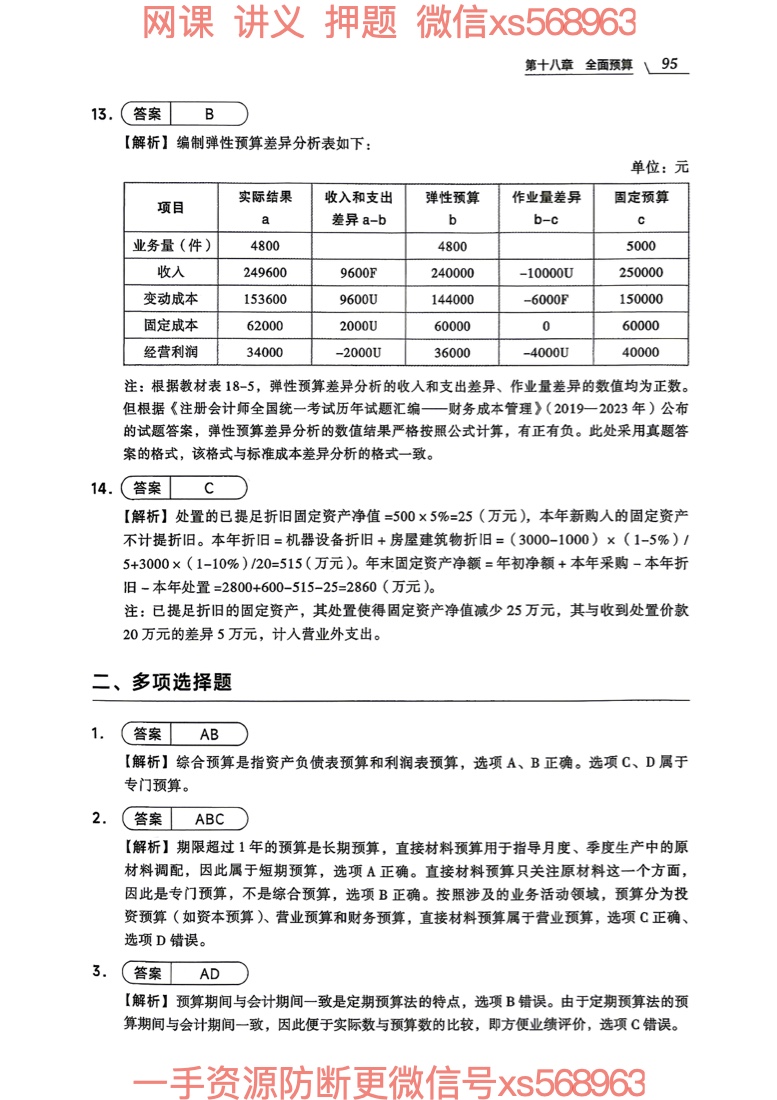 网课 讲义 押题 微信xs568963
第十八章 全面预算 95
13. 答案 B
【解析】编制弹性预算差异分析表如下：
单位：元
项目 实际结果 a 收入和支出差异 a-b 弹性预算 b 作业量差异 b-c 固定预算 c
业务量（件） 4800 4800 5000
收入 249600 9600F 240000 -10000U 250000
变动成本 153600 9600U 144000 -6000F 150000
固定成本 62000 2000U 60000 0 60000
经营利润 34000 -2000U 36000 -4000U 40000
注：根据教材表 18-5，弹性预算差异分析的收入和支出差异、作业量差异的数值均为正数。
但根据《注册会计师全国统一考试历年试题汇编——财务成本管理》（2019—2023 年）公布
的试题答案，弹性预算差异分析的数值结果严格按照公式计算，有正有负。此处采用真题答
案的格式，该格式与标准成本差异分析的格式一致。
14. 答案 C
【解析】处置的已提足折旧固定资产净值 =500×5%=25（万元），本年新购入的固定资产
不计提折旧。本年折旧 = 机器设备折旧 + 房屋建筑物折旧 =（3000-1000）×（1-5%）/
5+3000×（1-10%）/20=515（万元）。年末固定资产净额 = 年初净额 + 本年采购 - 本年折
旧 - 本年处置 =2800+600-515-25=2860（万元）。
注：已提足折旧的固定资产，其处置使得固定资产净值减少 25 万元，其与收到处置价款
20 万元的差异 5 万元，计入营业外支出。
二、多项选择题
1. 答案 AB
【解析】综合预算是指资产负债表预算和利润表预算，选项 A、B 正确。选项 C、D 属于
专门预算。
2. 答案 ABC
【解析】期限超过 1 年的预算是长期预算，直接材料预算用于指导月度、季度生产中的原
材料调配，因此属于短期预算，选项 A 正确。直接材料预算只关注原材料这一个方面，
因此是专门预算，不是综合预算，选项 B 正确。按照涉及的业务活动领域，预算分为投
资预算（如资本预算）、营业预算和财务预算，直接材料预算属于营业预算，选项 C 正确、
选项 D 错误。
3. 答案 AD
【解析】预算期间与会计期间一致是定期预算法的特点，选项 B 错误。由于定期预算法的预
算期间与会计期间一致，因此便于实际数与预算数的比较，即方便业绩评价，选项 C 错误。
一手资源防断更微信号xs568963